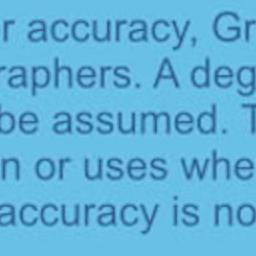 r accuracy, Gr
raphers. A deg
be assumed. T
n or uses whe
accuracy is no